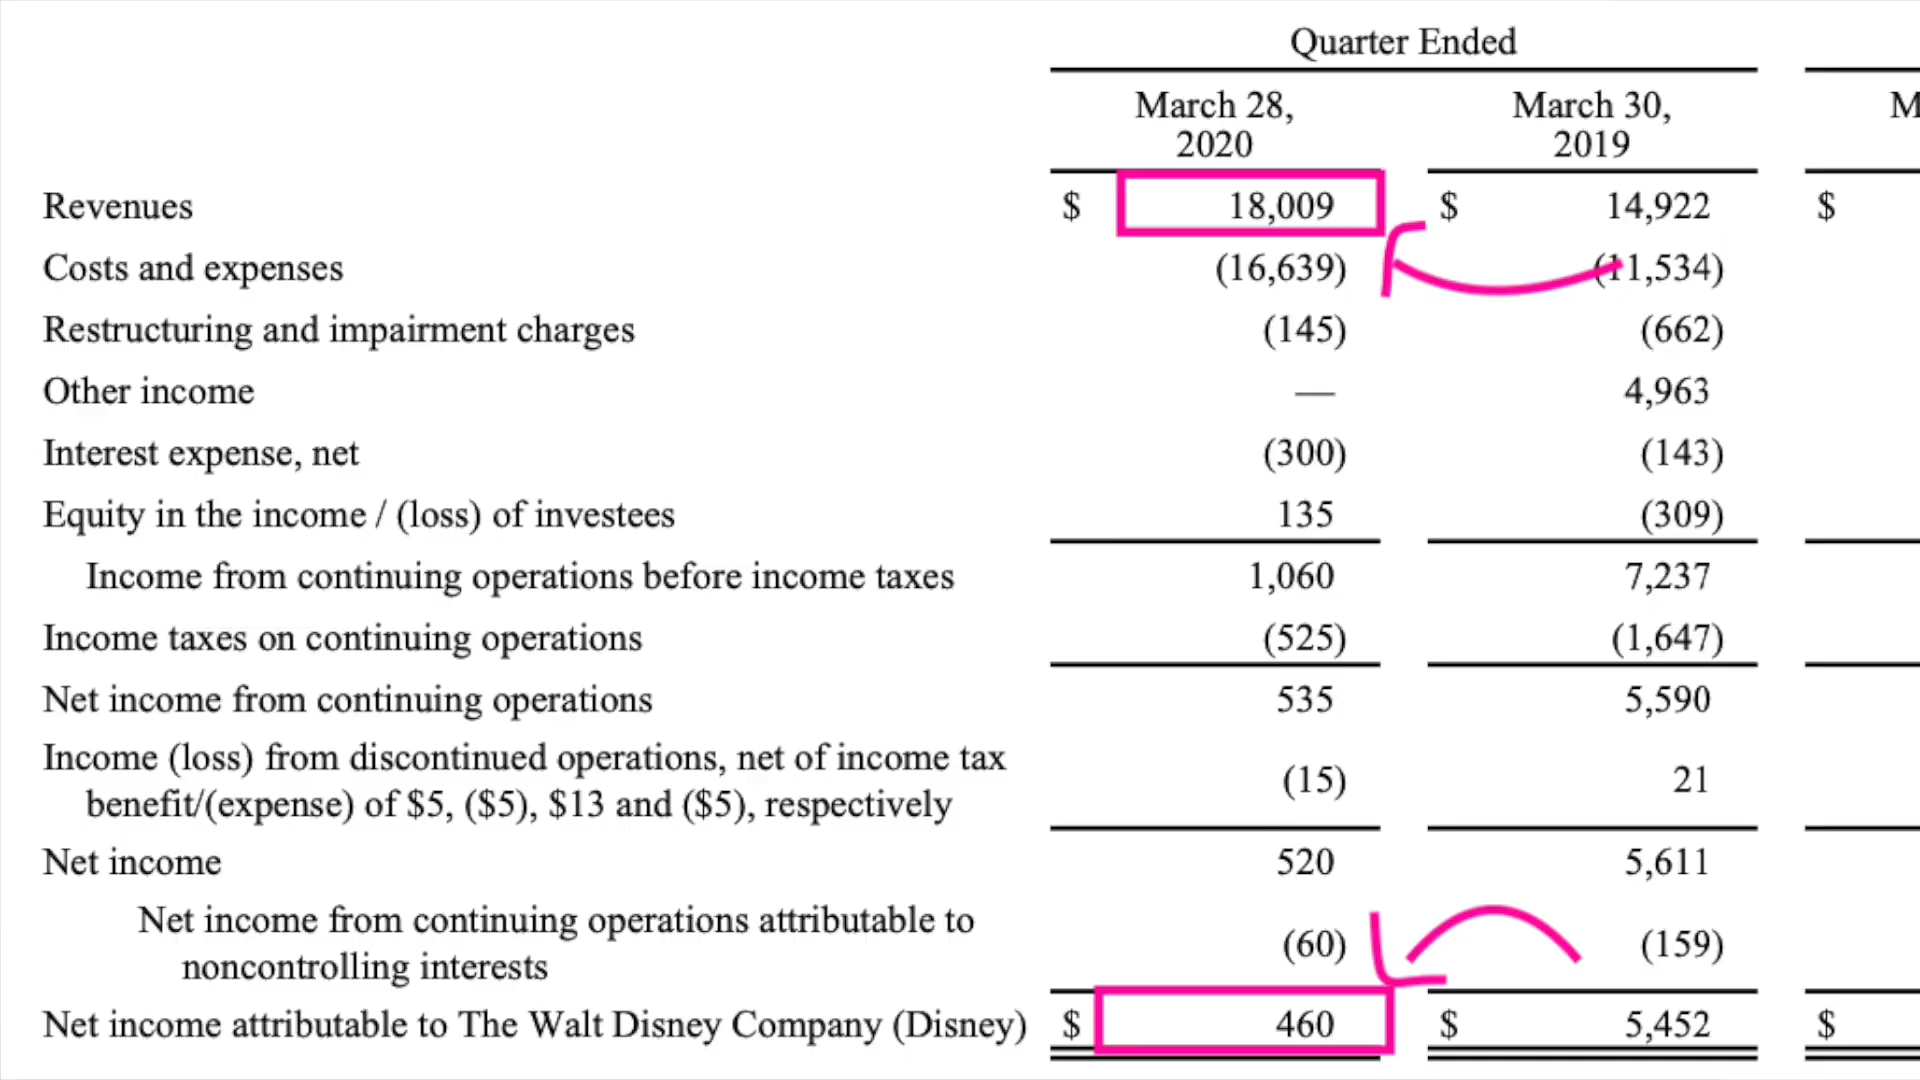 Quarter Ended
March 28, 2020 March 30, 2019 M
Revenues $ 18,009 $ 14,922 $
Costs and expenses (16,639) (11,534)
Restructuring and impairment charges (145) (662)
Other income — 4,963
Interest expense, net (300) (143)
Equity in the income / (loss) of investees 135 (309)
Income from continuing operations before income taxes 1,060 7,237
Income taxes on continuing operations (525) (1,647)
Net income from continuing operations 535 5,590
Income (loss) from discontinued operations, net of income tax
benefit/(expense) of $5, ($5), $13 and ($5), respectively (15) 21
Net income 520 5,611
Net income from continuing operations attributable to
noncontrolling interests (60) (159)
Net income attributable to The Walt Disney Company (Disney) $ 460 $ 5,452 $